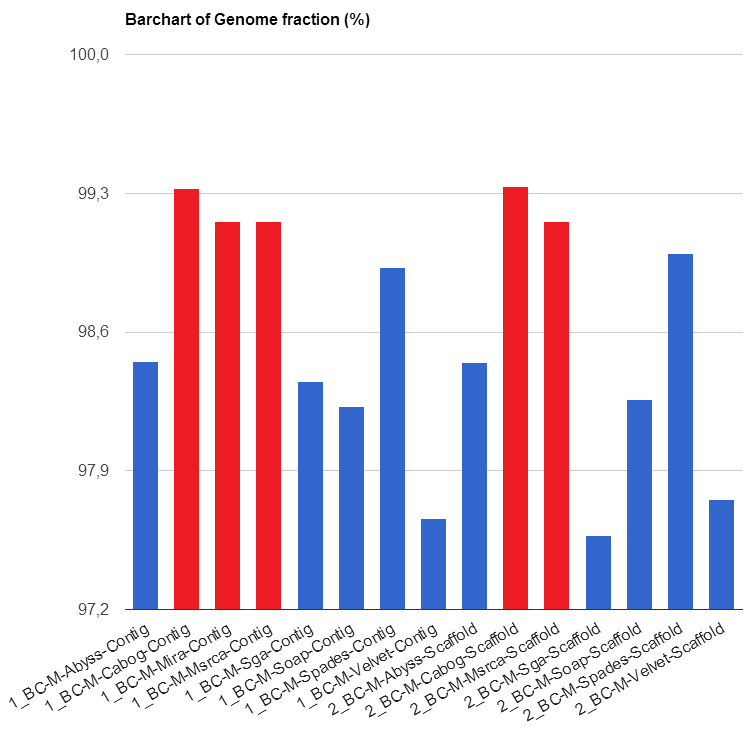 Barchart of Genome fraction (%)
100,0
99,3
98,6
97,9
97,2
1_BC-M-Abyss-Contig
1_BC-M-Cabog-Contig
1_BC-M-Mira-Contig
1_BC-M-Msrca-Contig
1_BC-M-Sga-Contig
1_BC-M-Soap-Contig
1_BC-M-Spades-Contig
1_BC-M-Velvet-Contig
2_BC-M-Abyss-Scaffold
2_BC-M-Cabog-Scaffold
2_BC-M-Msrca-Scaffold
2_BC-M-Sga-Scaffold
2_BC-M-Soap-Scaffold
2_BC-M-Spades-Scaffold
2_BC-M-Velvet-Scaffold